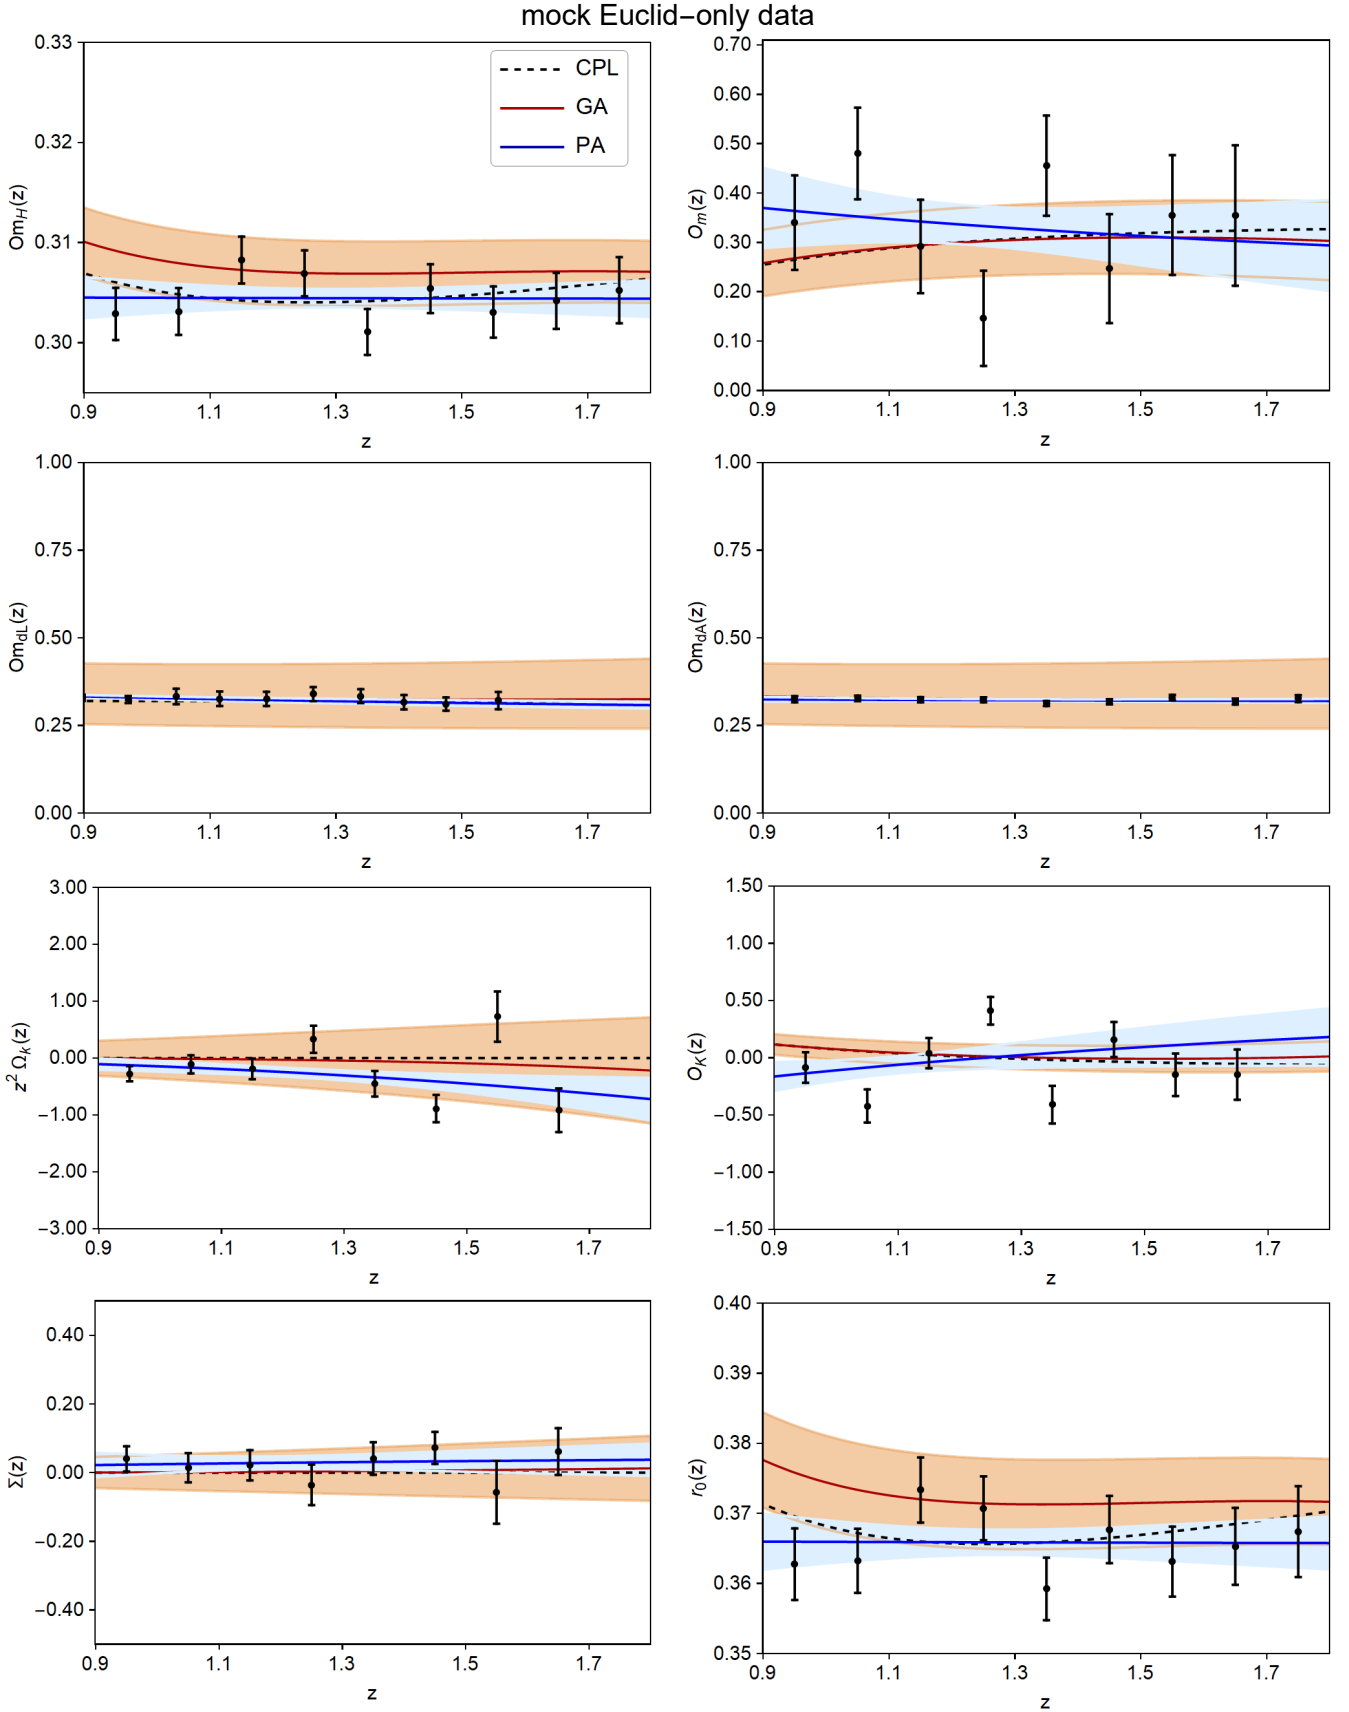 mock Euclid−only data
0.33
0.32
0.31
0.30
Om_H(z)
CPL
GA
PA
0.9 1.1 1.3 1.5 1.7
z
0.70
0.60
0.50
0.40
0.30
0.20
0.10
0.00
O_m(z)
0.9 1.1 1.3 1.5 1.7
z
1.00
0.75
0.50
0.25
0.00
Om_dL(z)
0.9 1.1 1.3 1.5 1.7
z
1.00
0.75
0.50
0.25
0.00
Om_dA(z)
0.9 1.1 1.3 1.5 1.7
z
3.00
2.00
1.00
0.00
−1.00
−2.00
−3.00
z² Ω_k(z)
0.9 1.1 1.3 1.5 1.7
z
1.50
1.00
0.50
0.00
−0.50
−1.00
−1.50
O_K(z)
0.9 1.1 1.3 1.5 1.7
z
0.40
0.20
0.00
−0.20
−0.40
Σ(z)
0.9 1.1 1.3 1.5 1.7
z
0.40
0.39
0.38
0.37
0.36
0.35
r_0(z)
0.9 1.1 1.3 1.5 1.7
z